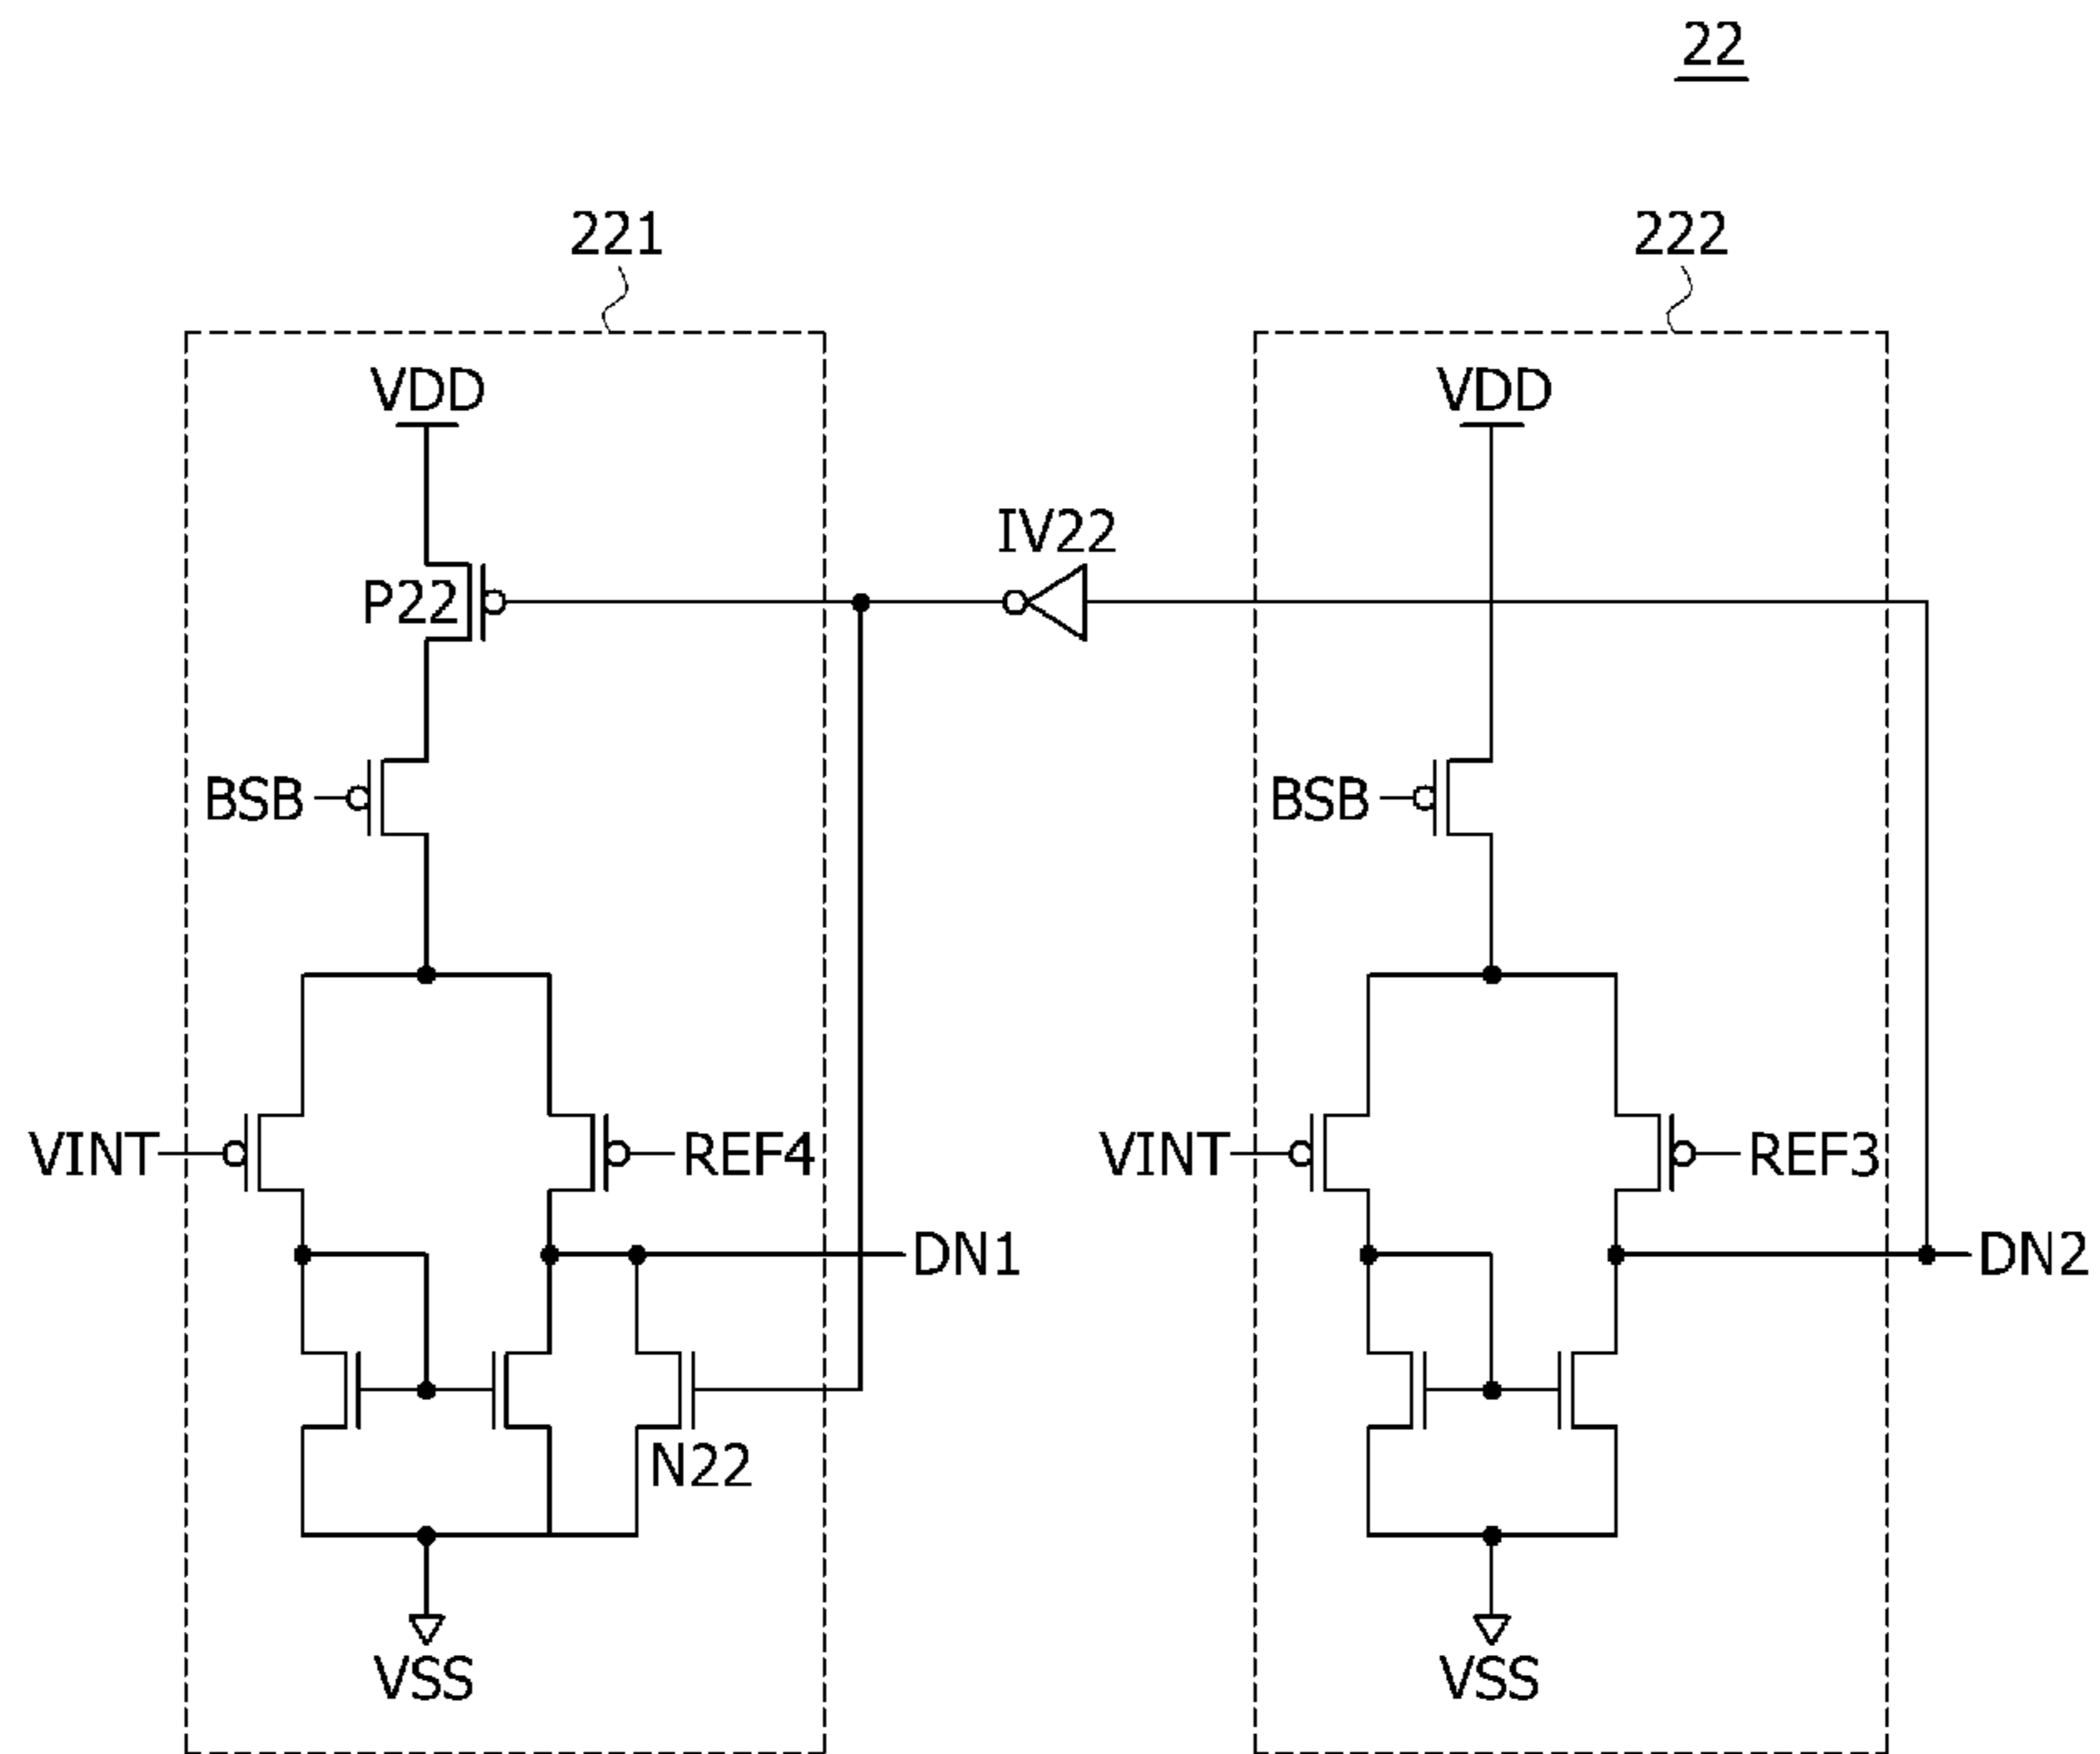 22
221
222
VDD
VDD
IV22
P22
BSB
BSB
VINT
REF4
VINT
REF3
DN1
DN2
N22
VSS
VSS